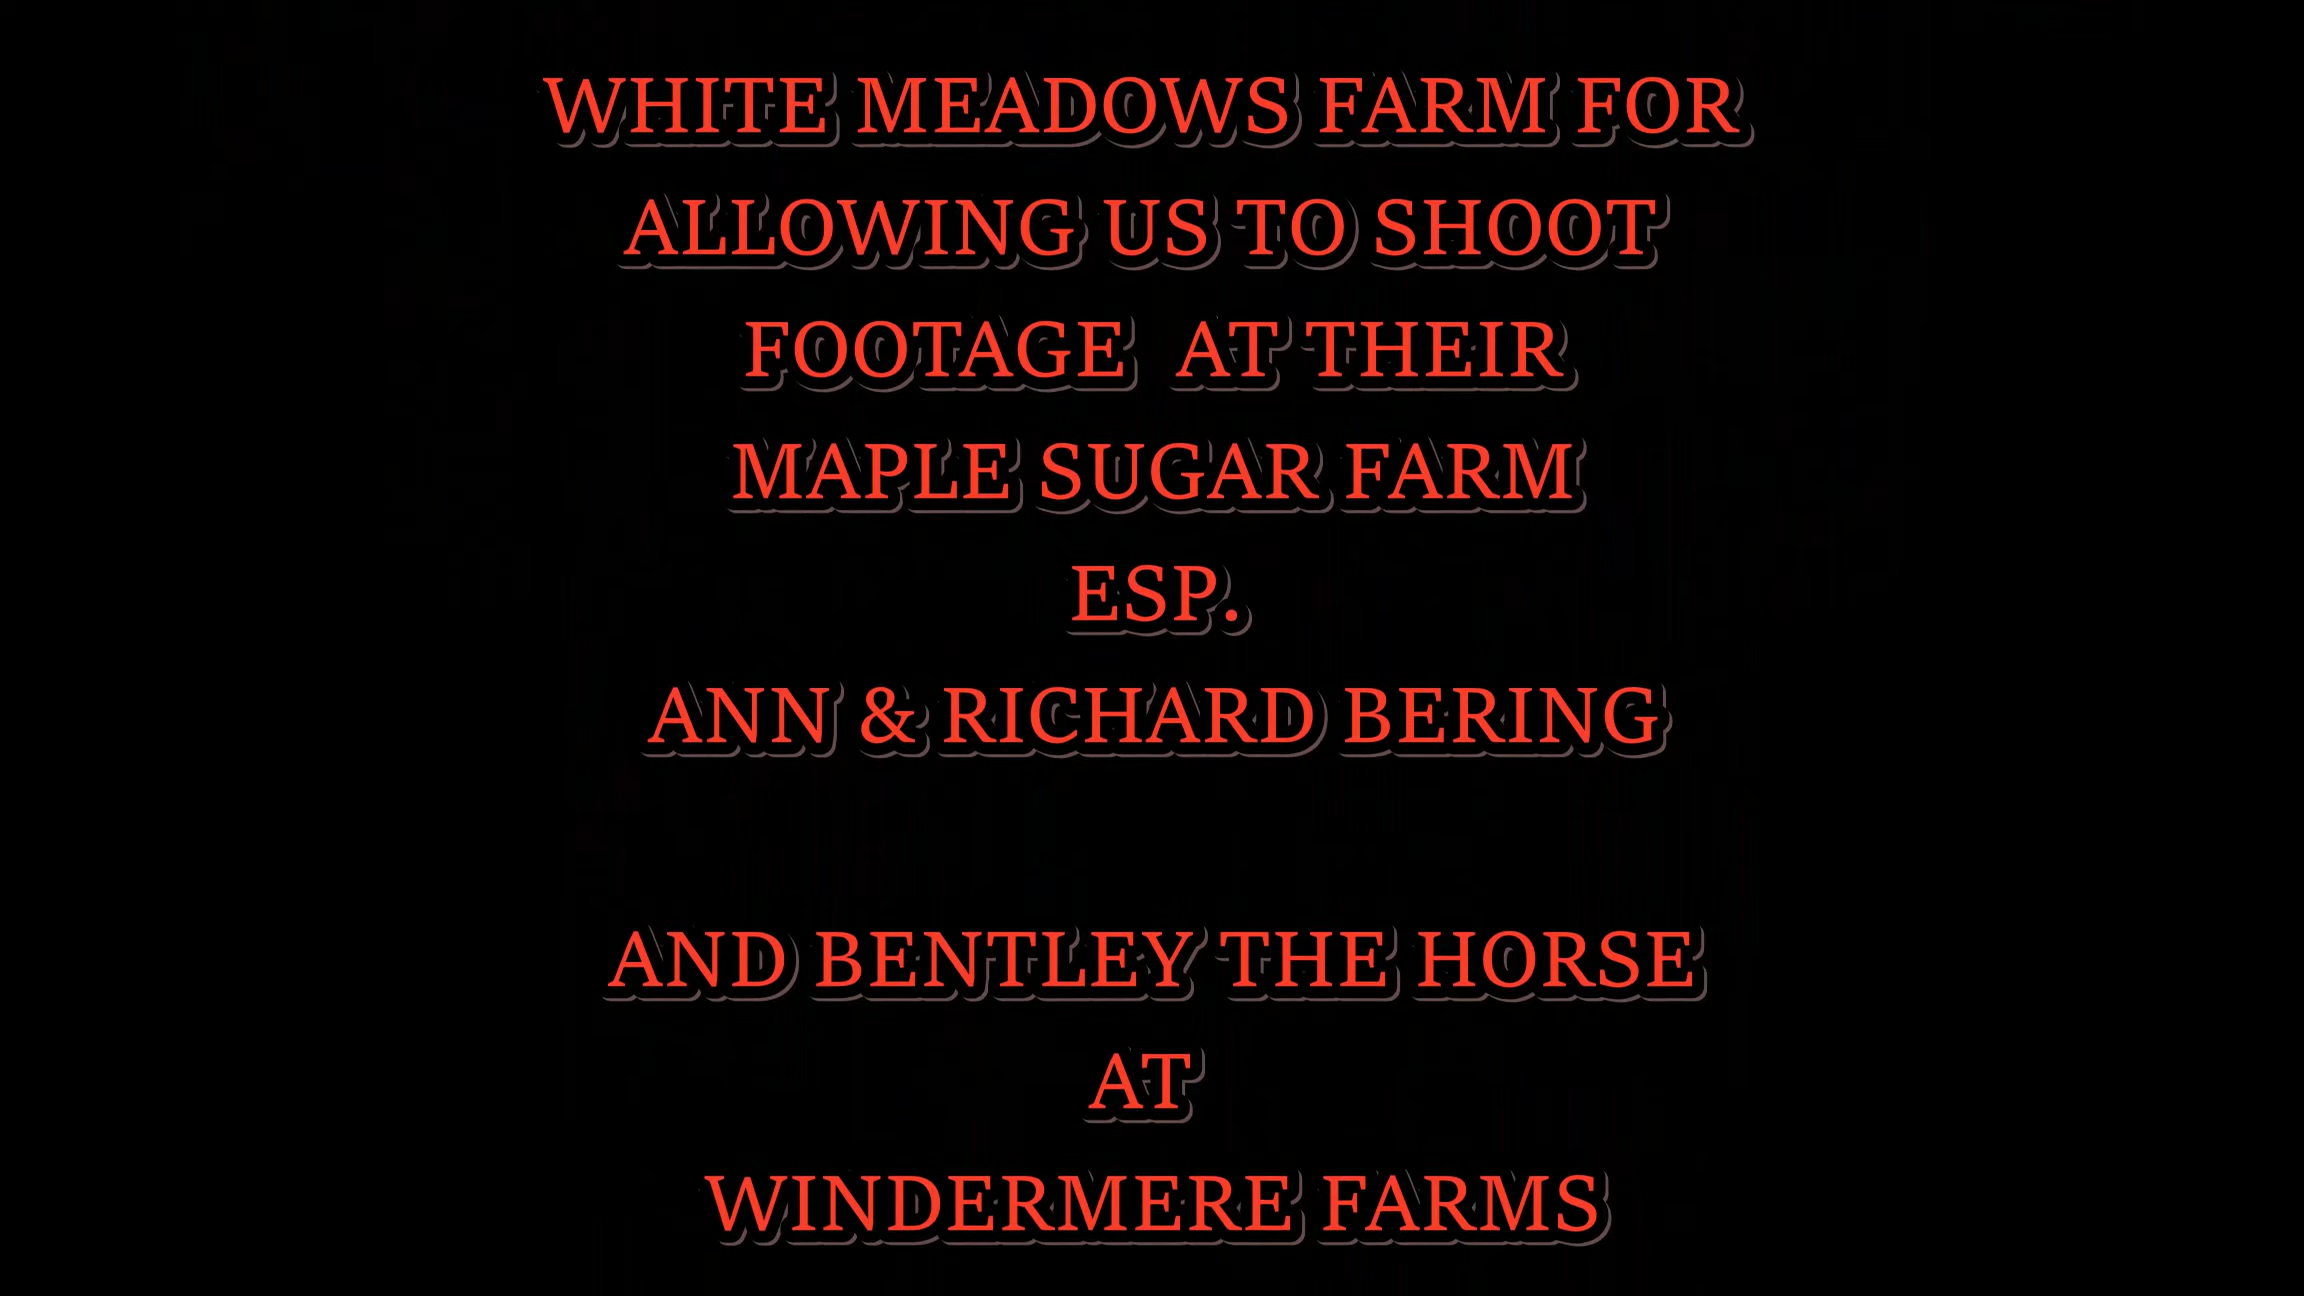 WHITE MEADOWS FARM FOR
ALLOWING US TO SHOOT
FOOTAGE  AT THEIR
MAPLE SUGAR FARM
ESP.
ANN & RICHARD BERING
AND BENTLEY THE HORSE
AT
WINDERMERE FARMS